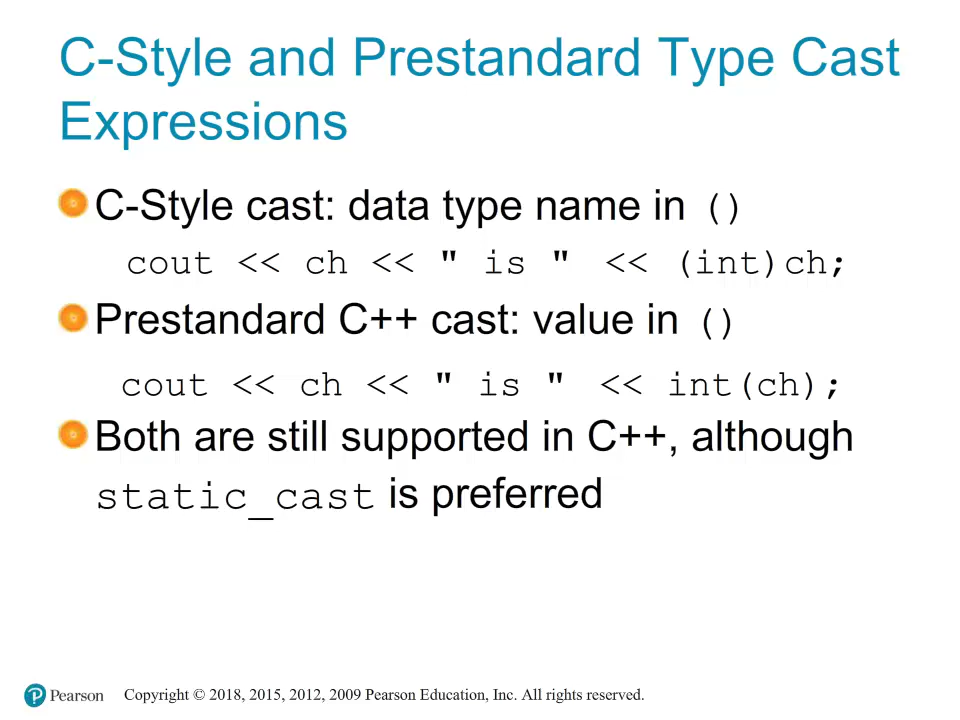 C-Style and Prestandard Type Cast
Expressions
C-Style cast: data type name in ()
cout << ch << " is " << (int)ch;
Prestandard C++ cast: value in ()
cout << ch << " is " << int(ch);
Both are still supported in C++, although
static_cast is preferred
Pearson Copyright © 2018, 2015, 2012, 2009 Pearson Education, Inc. All rights reserved.